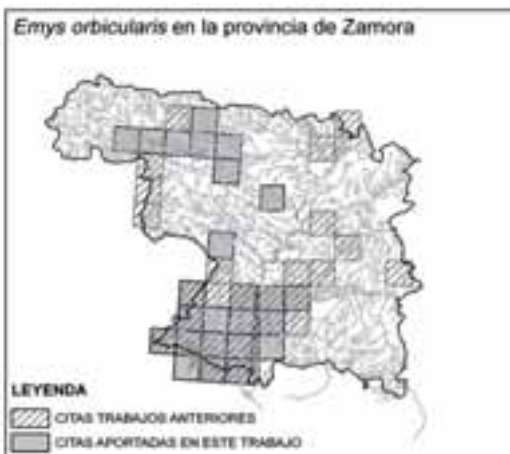 Emys orbicularis en la provincia de Zamora
LEYENDA
CITAS TRABAJOS ANTERIORES
CITAS APORTADAS EN ESTE TRABAJO